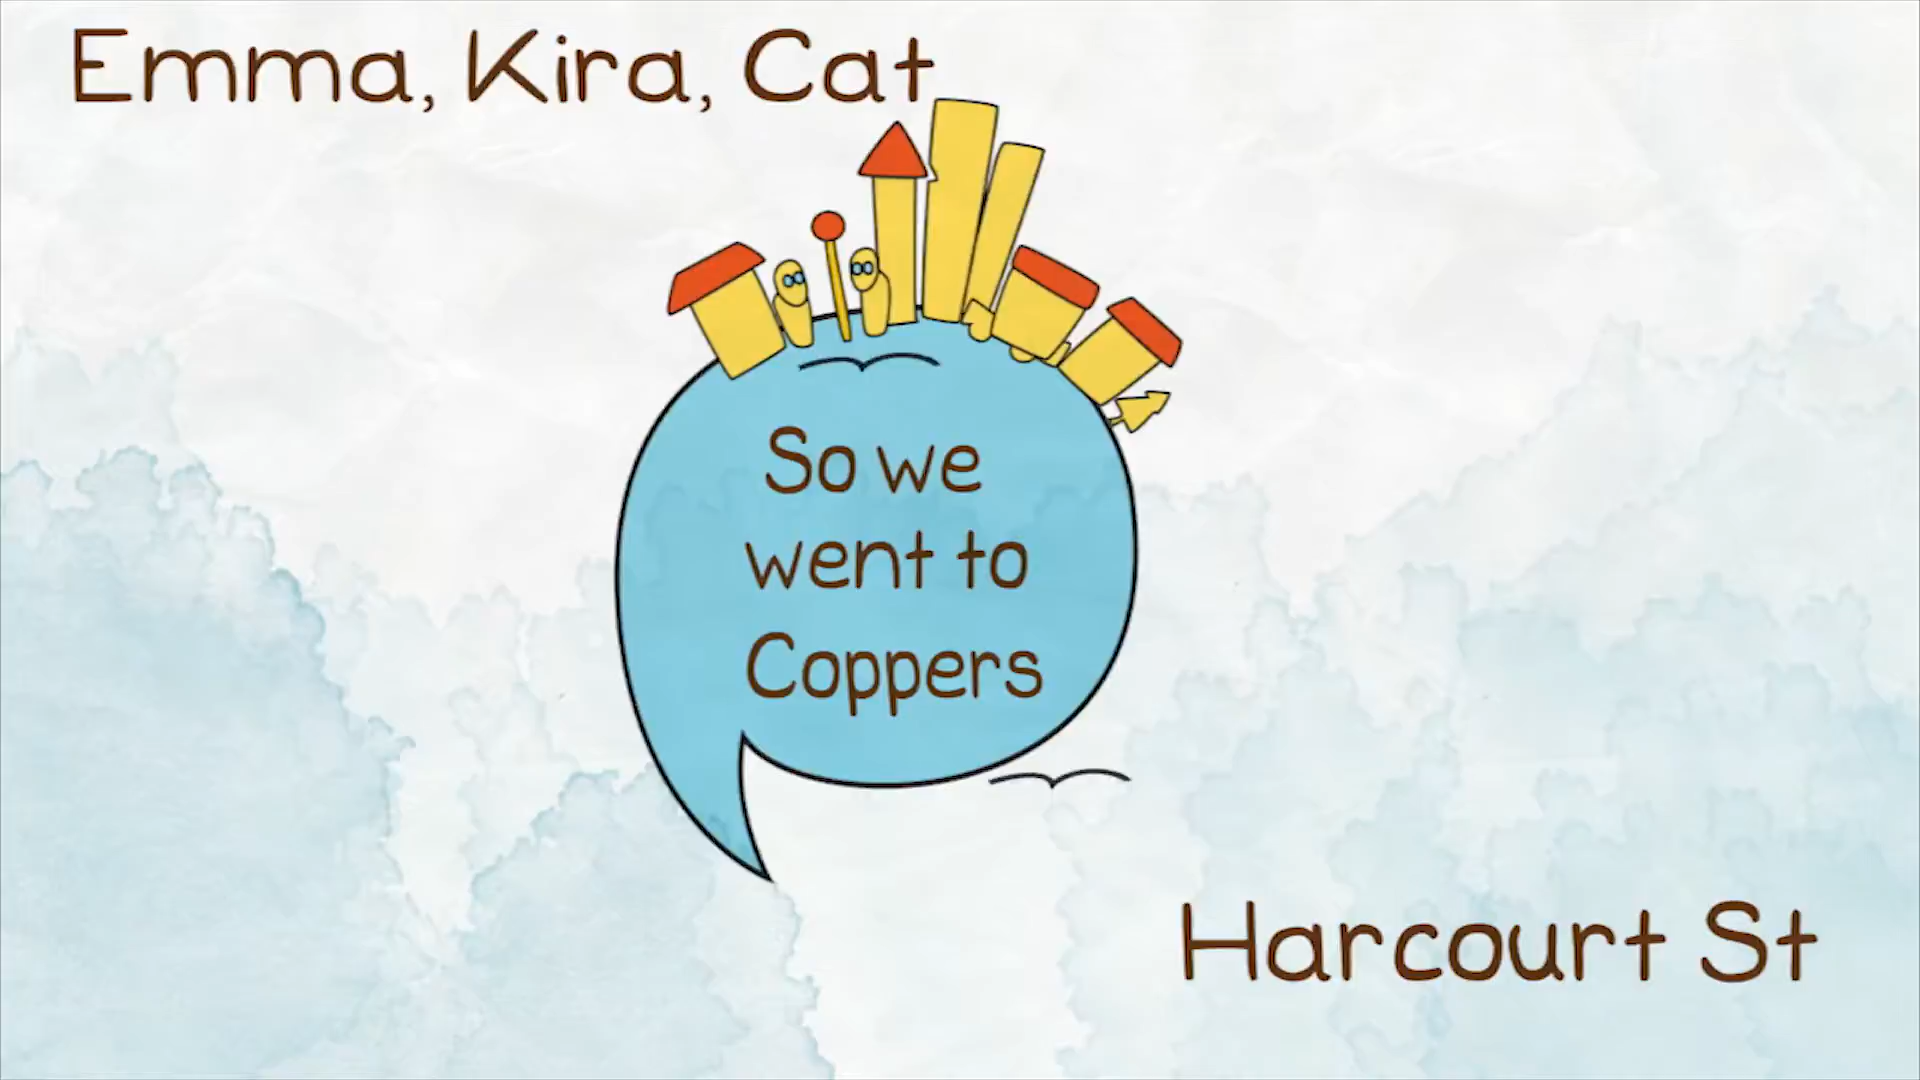 Emma, Kira, Cat
So we
went to
Coppers
Harcourt St